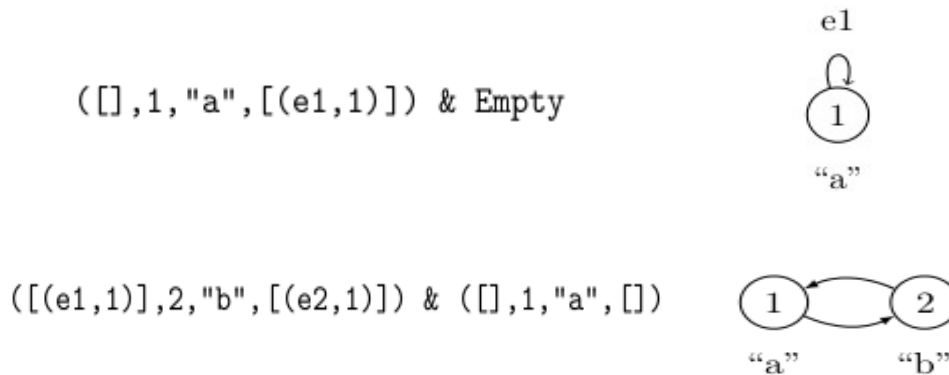 e1
([],1,"a",[(e1,1)]) & Empty
1
“a”
([(e1,1)],2,"b",[(e2,1)]) & ([],1,"a",[])
1 2
“a” “b”